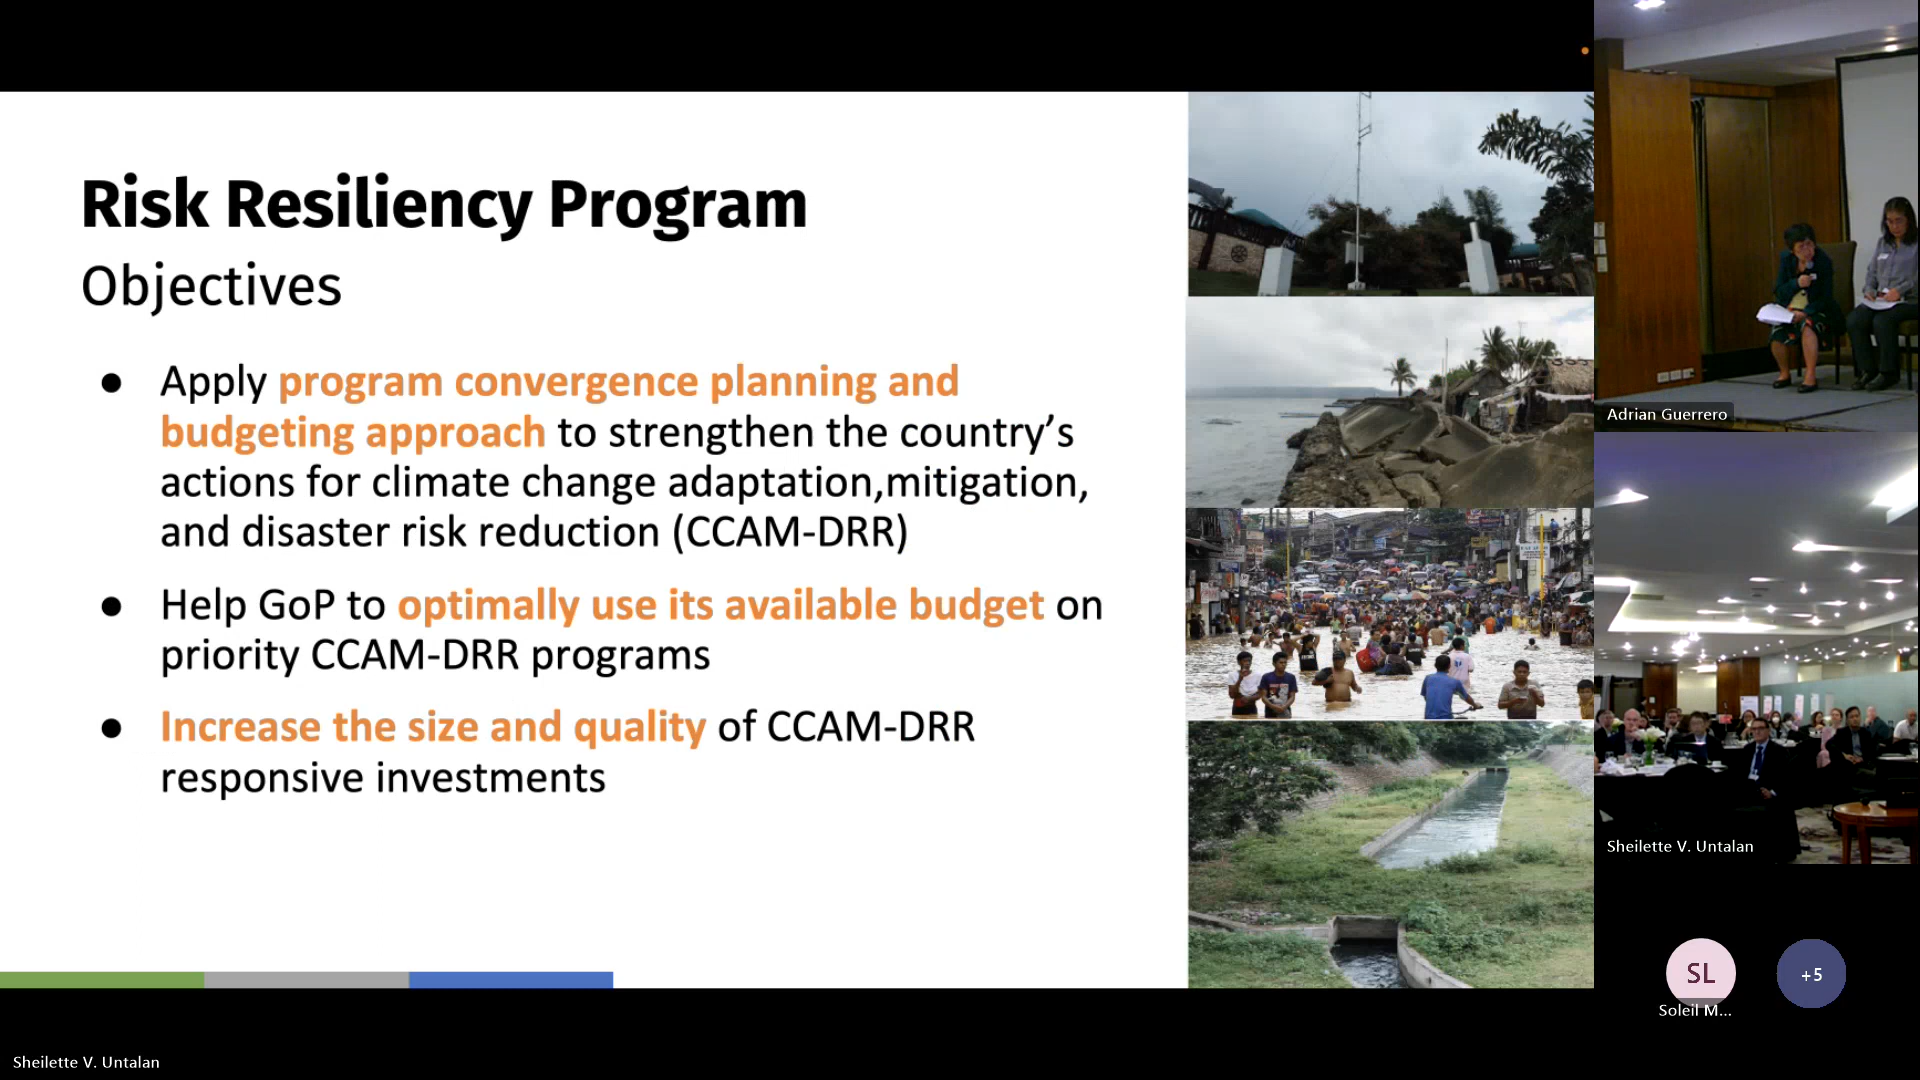 Risk Resiliency Program
Objectives
● Apply program convergence planning and
budgeting approach to strengthen the country’s
actions for climate change adaptation,mitigation,
and disaster risk reduction (CCAM-DRR)
● Help GoP to optimally use its available budget on
priority CCAM-DRR programs
● Increase the size and quality of CCAM-DRR
responsive investments
Adrian Guerrero
Sheilette V. Untalan
SL
Soleil M...
+5
Sheilette V. Untalan